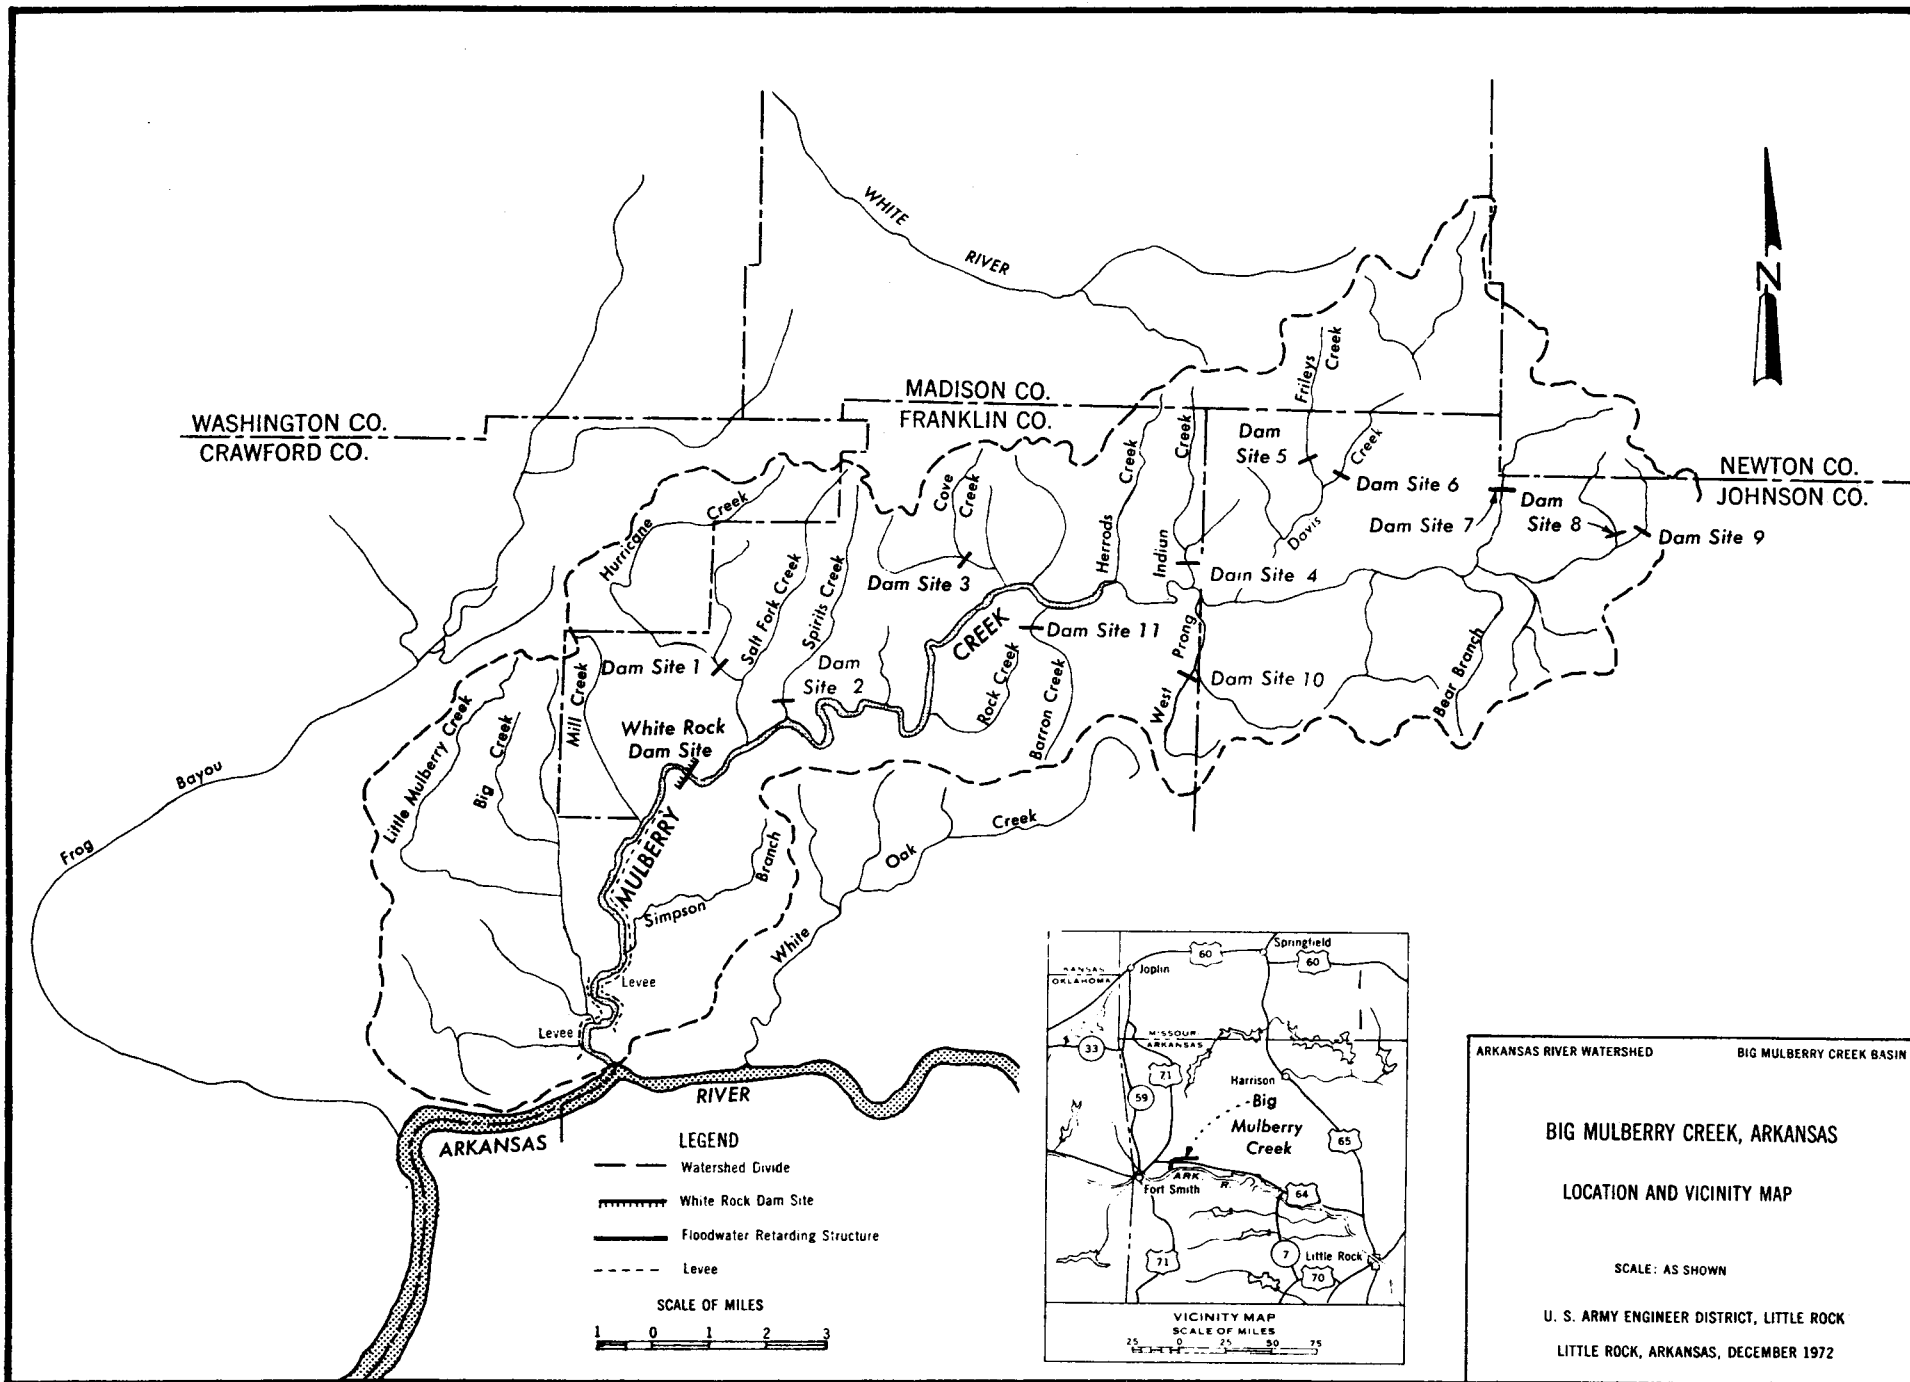 WHITE
RIVER
WASHINGTON CO.
CRAWFORD CO.
MADISON CO.
FRANKLIN CO.
NEWTON CO.
JOHNSON CO.
N
Frileys
Creek
Dam
Site 5
Creek
Davis
Dam Site 6
Dam Site 7
Dam
Site 8
Dam Site 9
Cove
Creek
Creek
Herrods
Creek
Indiun
Dam Site 4
Dam Site 3
Hurricane
Creek
Salt Fork Creek
Spirits Creek
Dam Site 1
Dam
Site 2
Mill Creek
White Rock
Dam Site
CREEK
Dam Site 11
Rock Creek
Barron Creek
Prong
West
Dam Site 10
Bear Branch
Little Mulberry Creek
Big Creek
MULBERRY
Bayou
Frog
Branch
Simpson
White
Oak
Creek
Levee
Levee
RIVER
ARKANSAS
LEGEND
Watershed Divide
White Rock Dam Site
Floodwater Retarding Structure
Levee
SCALE OF MILES
1 0 1 2 3
Springfield
60
60
KANSAS
OKLAHOMA
Joplin
MISSOUR
ARKANSAS
33
71
59
Harrison
Big
Mulberry
Creek
65
ARK. R.
Fort Smith
64
71
7
Little Rock
70
VICINITY MAP
SCALE OF MILES
25 0 25 50 75
ARKANSAS RIVER WATERSHED BIG MULBERRY CREEK BASIN
BIG MULBERRY CREEK, ARKANSAS
LOCATION AND VICINITY MAP
SCALE: AS SHOWN
U. S. ARMY ENGINEER DISTRICT, LITTLE ROCK
LITTLE ROCK, ARKANSAS, DECEMBER 1972